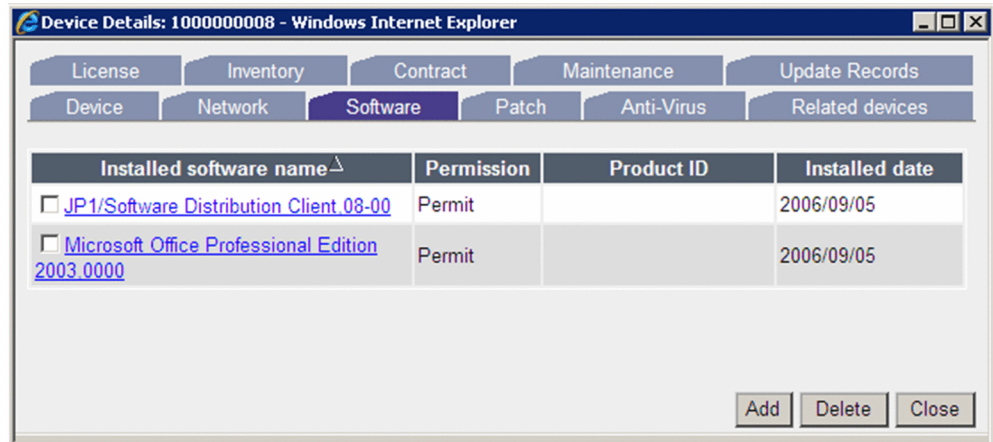 Device Details: 1000000008 - Windows Internet Explorer
License Inventory Contract Maintenance Update Records
Device Network Software Patch Anti-Virus Related devices
Installed software name Permission Product ID Installed date
JP1/Software Distribution Client,08-00 Permit 2006/09/05
Microsoft Office Professional Edition
2003,0000 Permit 2006/09/05
Add Delete Close